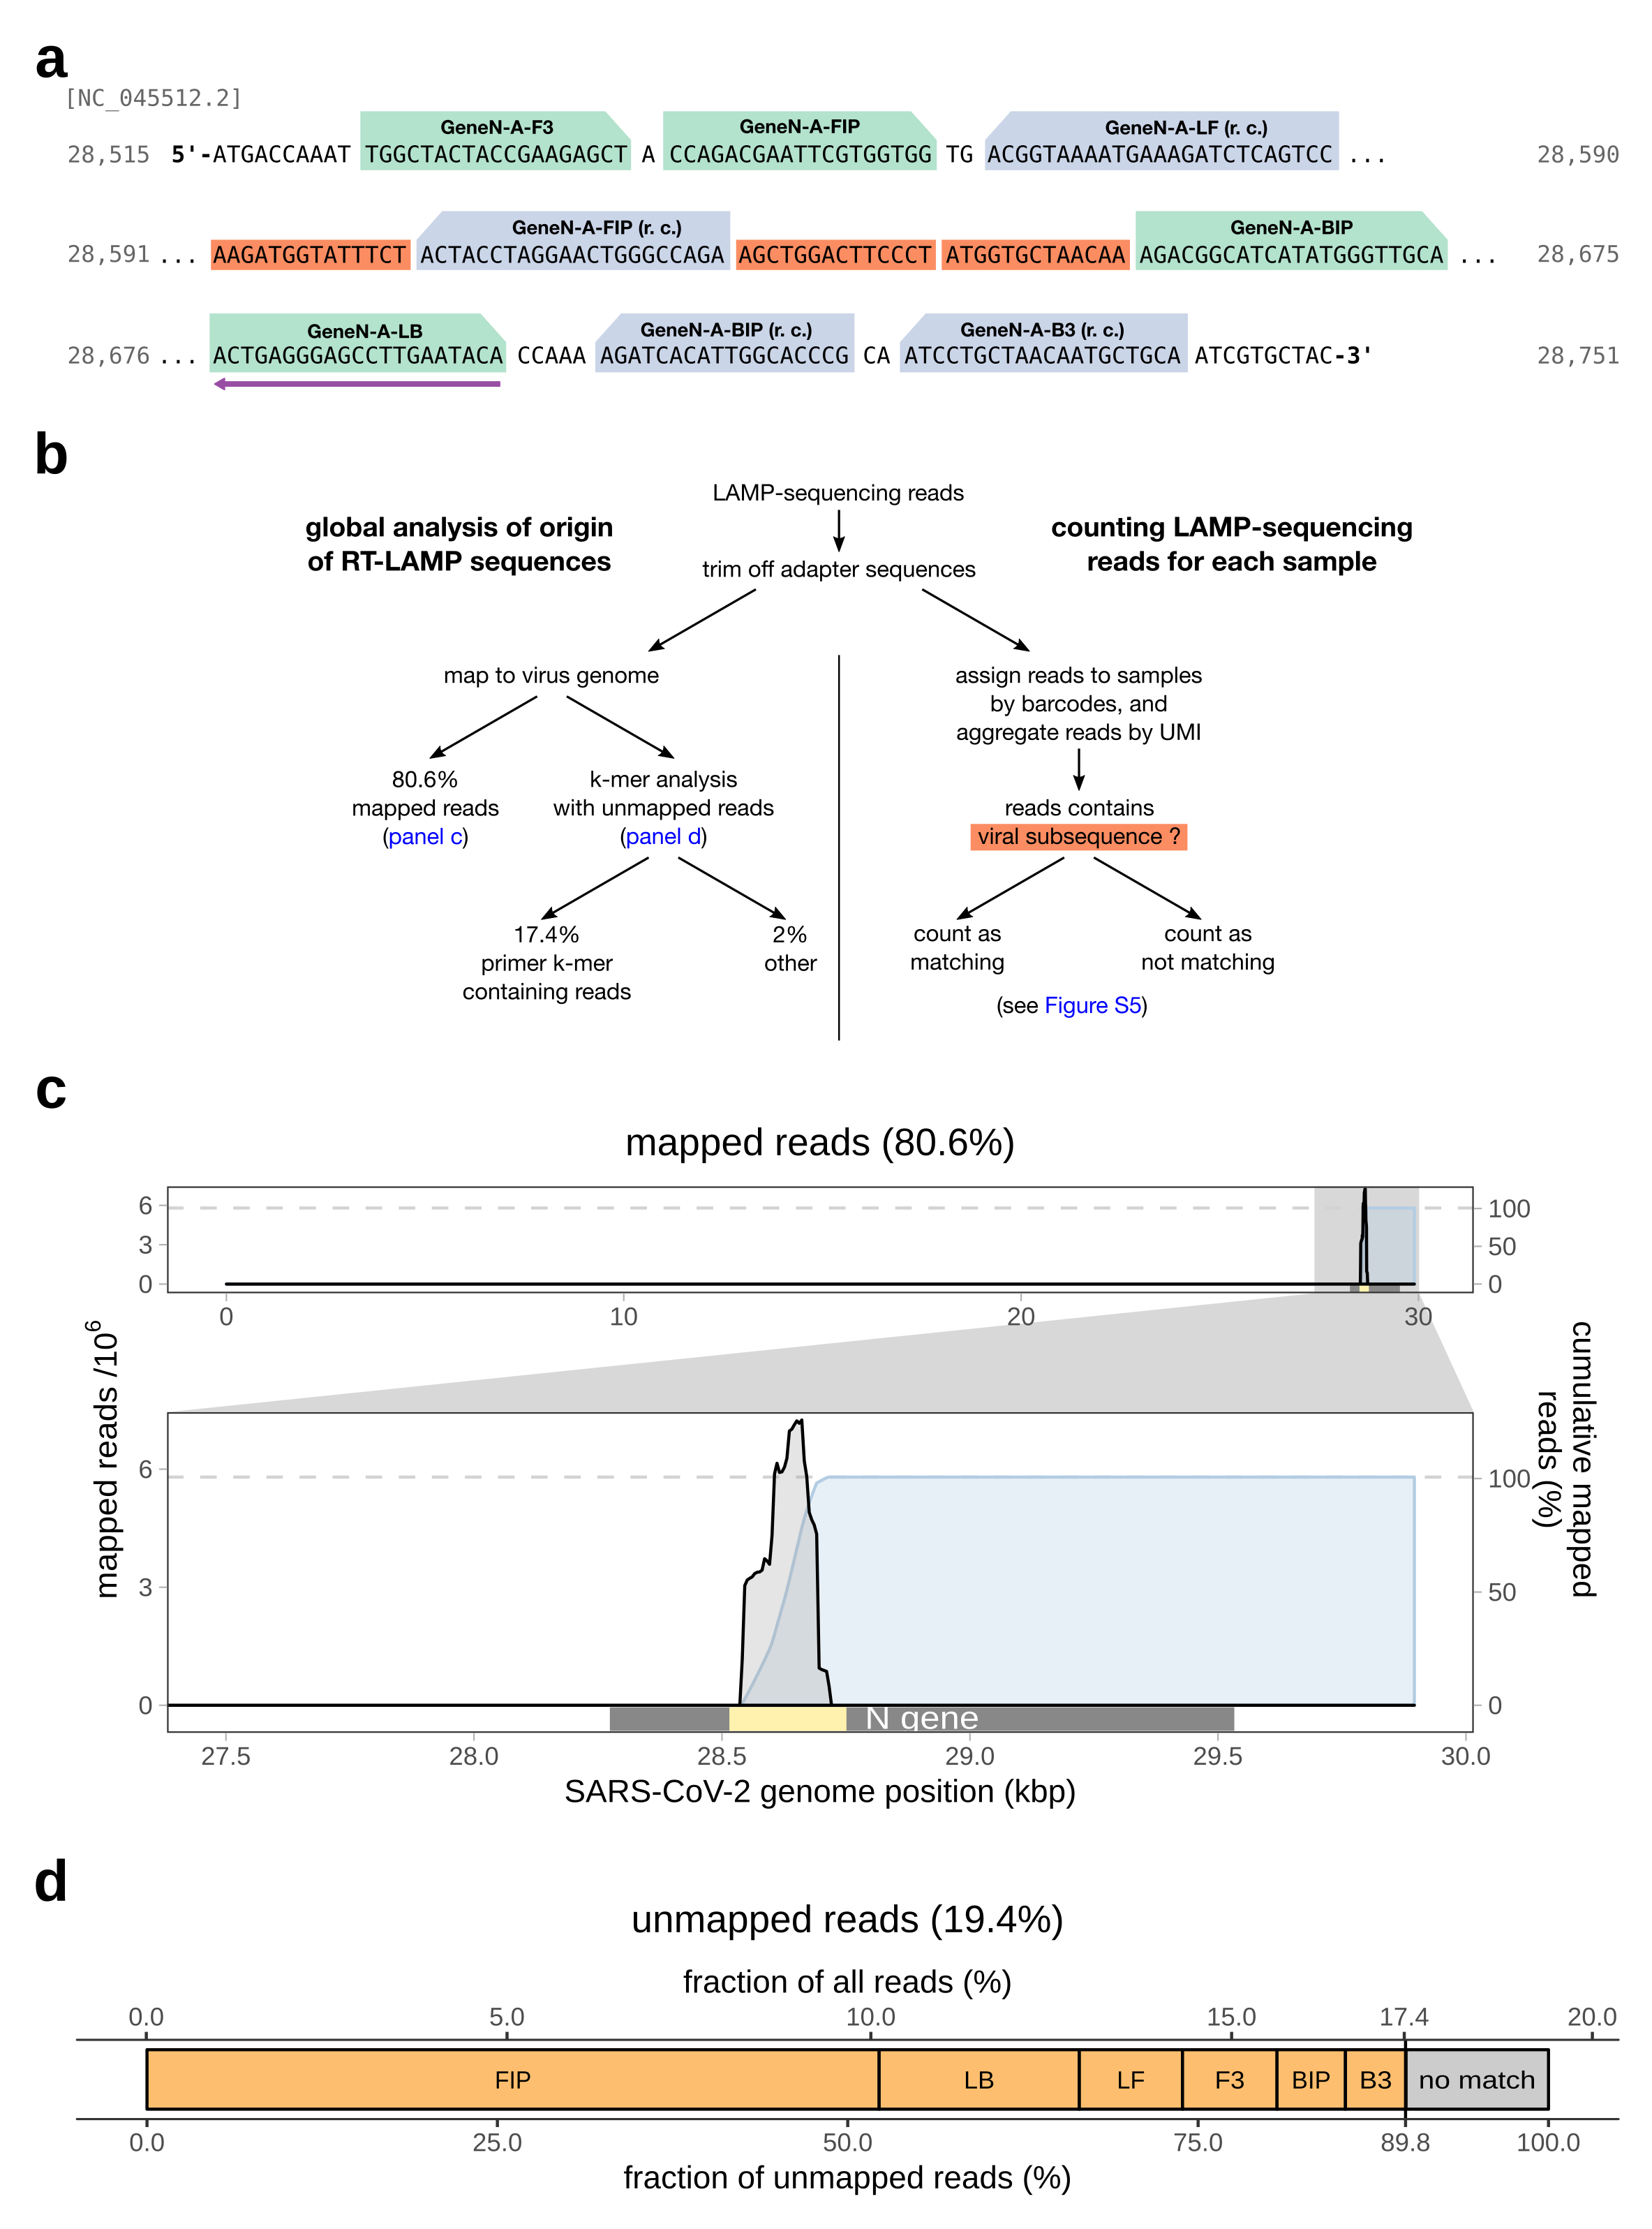 a
[NC_045512.2]
GeneN-A-F3 GeneN-A-FIP GeneN-A-LF (r. c.)
28,515 5'-ATGACCAAAT TGGCTACTACCGAAGAGCT A CCAGACGAATTCGTGGTGG TG ACGGTAAAATGAAAGATCTCAGTCC ... 28,590
GeneN-A-FIP (r. c.) GeneN-A-BIP
28,591 ... AAGATGGTATTTCT ACTACCTAGGAACTGGGCCAGA AGCTGGACTTCCCT ATGGTGCTAACAA AGACGGCATCATATGGGTTGCA ... 28,675
GeneN-A-LB GeneN-A-BIP (r. c.) GeneN-A-B3 (r. c.)
28,676 ... ACTGAGGGAGCCTTGAATACA CCAAA AGATCACATTGGCACCCG CA ATCCTGCTAACAATGCTGCA ATCGTGCTAC-3' 28,751
b
LAMP-sequencing reads
global analysis of origin
of RT-LAMP sequences
counting LAMP-sequencing
reads for each sample
trim off adapter sequences
map to virus genome
assign reads to samples
by barcodes, and
aggregate reads by UMI
80.6%
mapped reads
(panel c)
k-mer analysis
with unmapped reads
(panel d)
reads contains
viral subsequence ?
17.4%
primer k-mer
containing reads
2%
other
count as
matching
count as
not matching
(see Figure S5)
c
mapped reads (80.6%)
6
3
0
100
50
0
0 10 20 30
mapped reads /10⁶
cumulative mapped
reads (%)
6
3
0
100
50
0
N gene
27.5 28.0 28.5 29.0 29.5 30.0
SARS-CoV-2 genome position (kbp)
d
unmapped reads (19.4%)
fraction of all reads (%)
0.0 5.0 10.0 15.0 17.4 20.0
FIP LB LF F3 BIP B3 no match
0.0 25.0 50.0 75.0 89.8 100.0
fraction of unmapped reads (%)